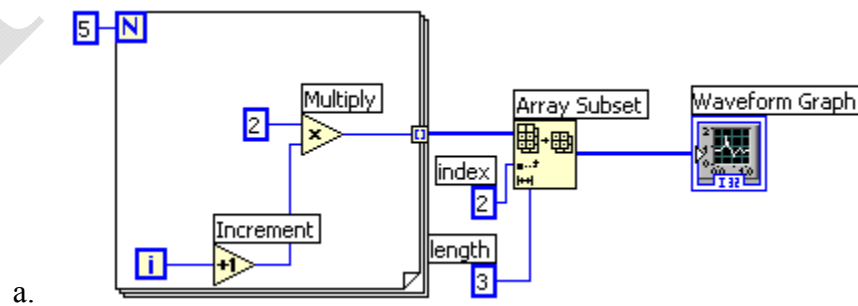 5 N
Multiply
2 x
Array Subset
Waveform Graph
index
2
I32
Increment
i +1
length
3
a.